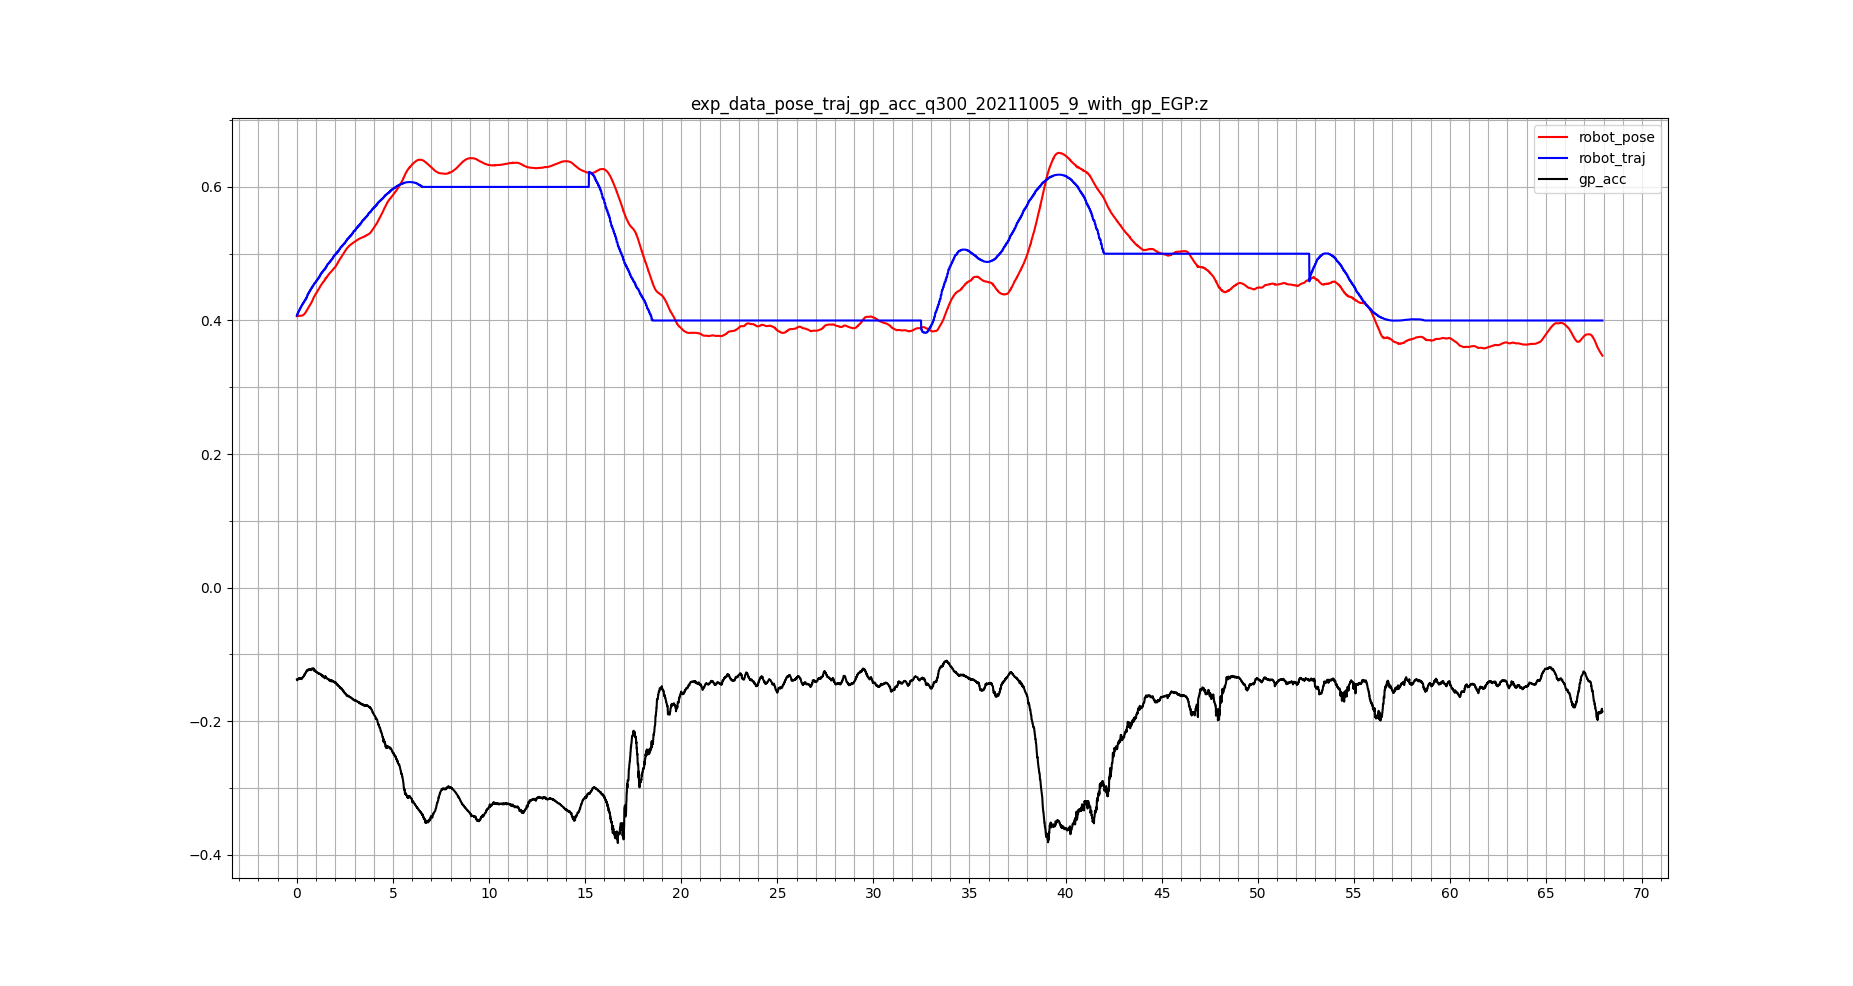 exp_data_pose_traj_gp_acc_q300_20211005_9_with_gp_EGP:z
robot_pose
robot_traj
gp_acc
0.6
0.4
0.2
0.0
−0.2
−0.4
0 5 10 15 20 25 30 35 40 45 50 55 60 65 70